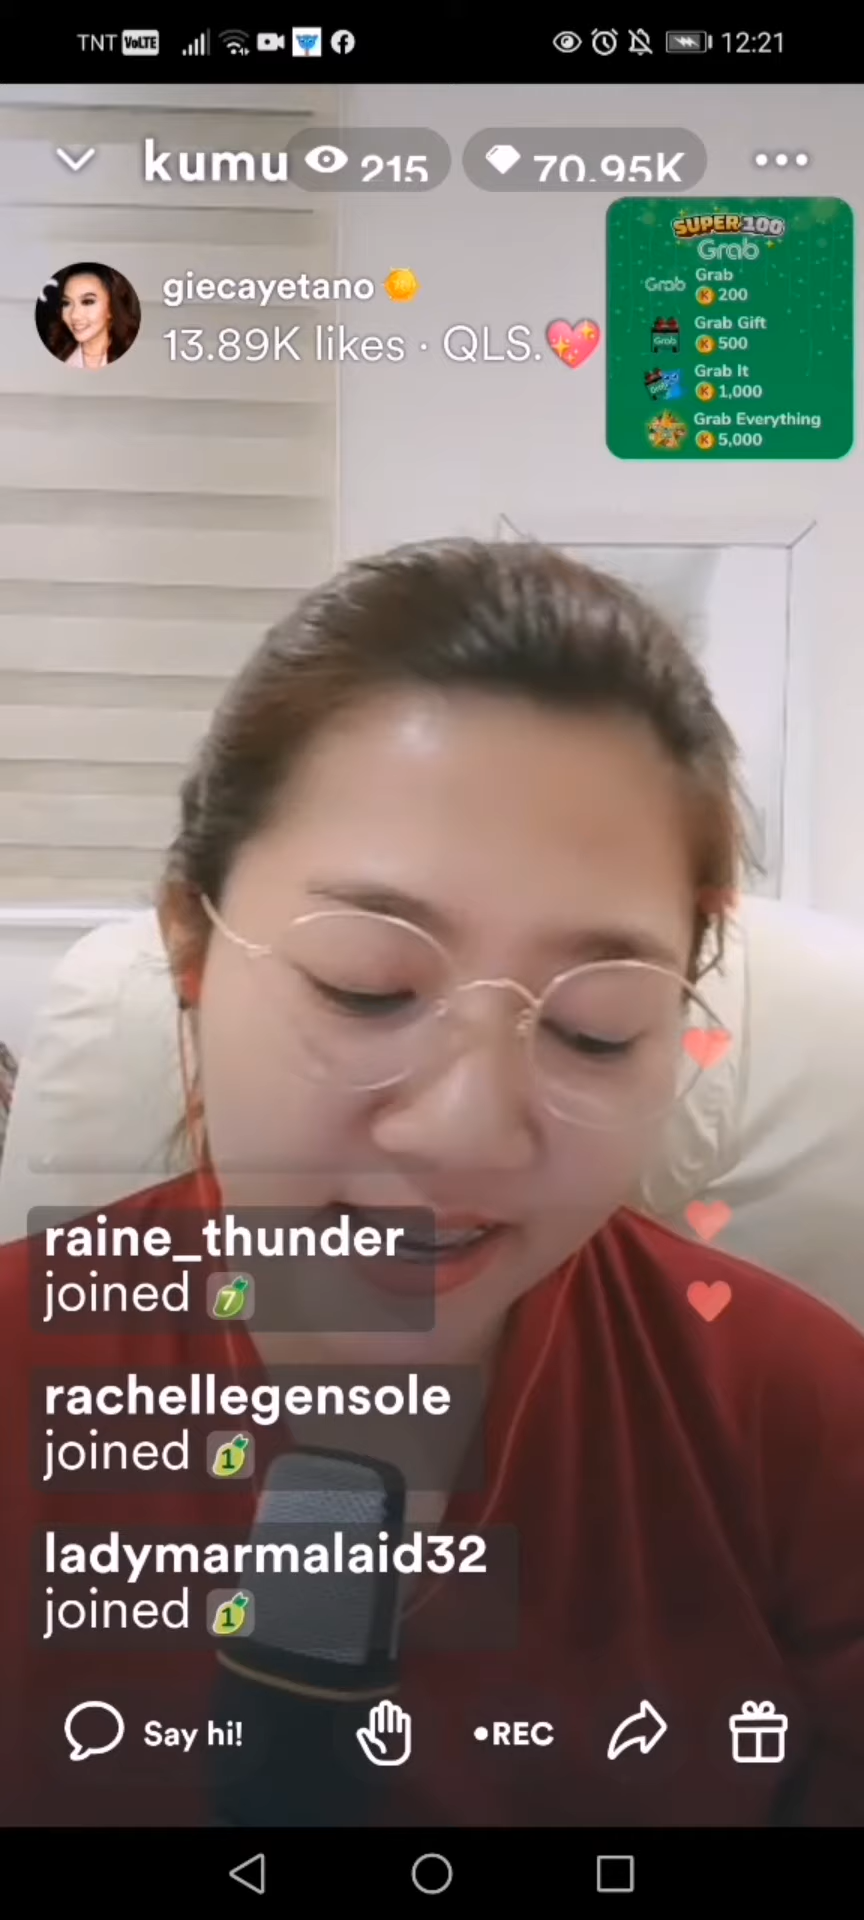 TNT VoLTE 12:21
kumu 215 70.95K
SUPER 100
Grab
Grab Grab
200
Grab Gift
Grab 500
Grab It
1,000
Grab Everything
5,000
giecayetano
13.89K likes · QLS.💖
raine_thunder
joined 7
rachellegensole
joined 1
ladymarmalaid32
joined 1
Say hi! •REC